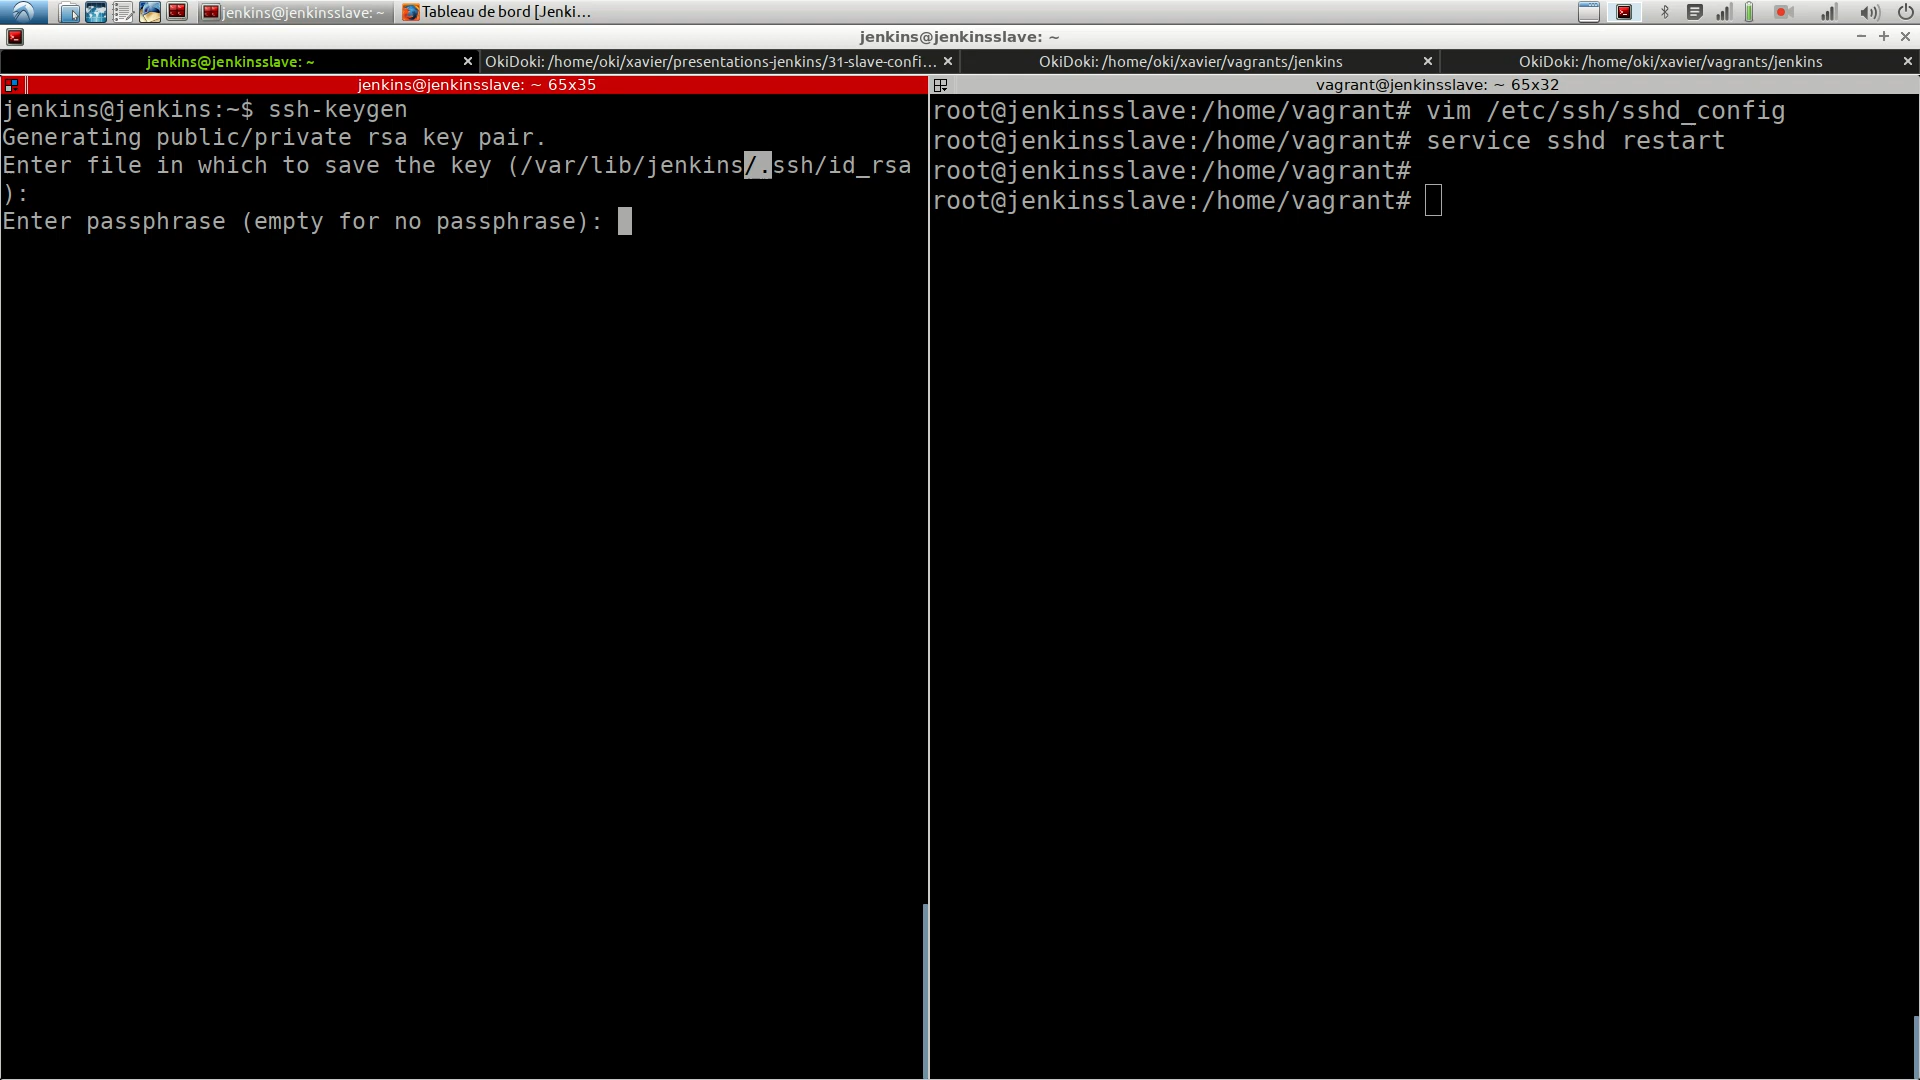 jenkins@jenkinsslave: ~
Tableau de bord [Jenki...
jenkins@jenkinsslave: ~
jenkins@jenkinsslave: ~
OkiDoki: /home/oki/xavier/presentations-jenkins/31-slave-confi...
OkiDoki: /home/oki/xavier/vagrants/jenkins
OkiDoki: /home/oki/xavier/vagrants/jenkins
jenkins@jenkinsslave: ~ 65x35
jenkins@jenkins:~$ ssh-keygen
Generating public/private rsa key pair.
Enter file in which to save the key (/var/lib/jenkins/.ssh/id_rsa
):
Enter passphrase (empty for no passphrase):
vagrant@jenkinsslave: ~ 65x32
root@jenkinsslave:/home/vagrant# vim /etc/ssh/sshd_config
root@jenkinsslave:/home/vagrant# service sshd restart
root@jenkinsslave:/home/vagrant#
root@jenkinsslave:/home/vagrant#